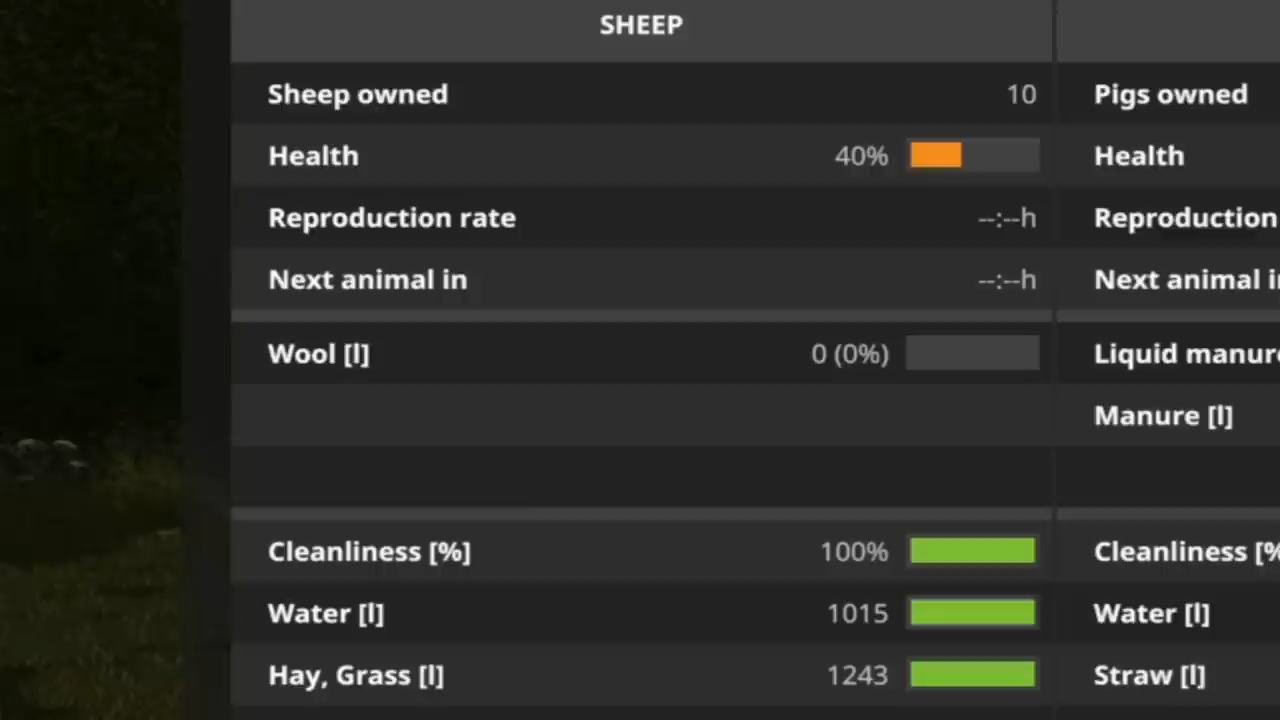 SHEEP
Sheep owned 10 Pigs owned
Health 40% Health
Reproduction rate --:--h Reproduction
Next animal in --:--h Next animal
Wool [l] 0 (0%) Liquid manure
Manure [l]
Cleanliness [%] 100% Cleanliness [%
Water [l] 1015 Water [l]
Hay, Grass [l] 1243 Straw [l]